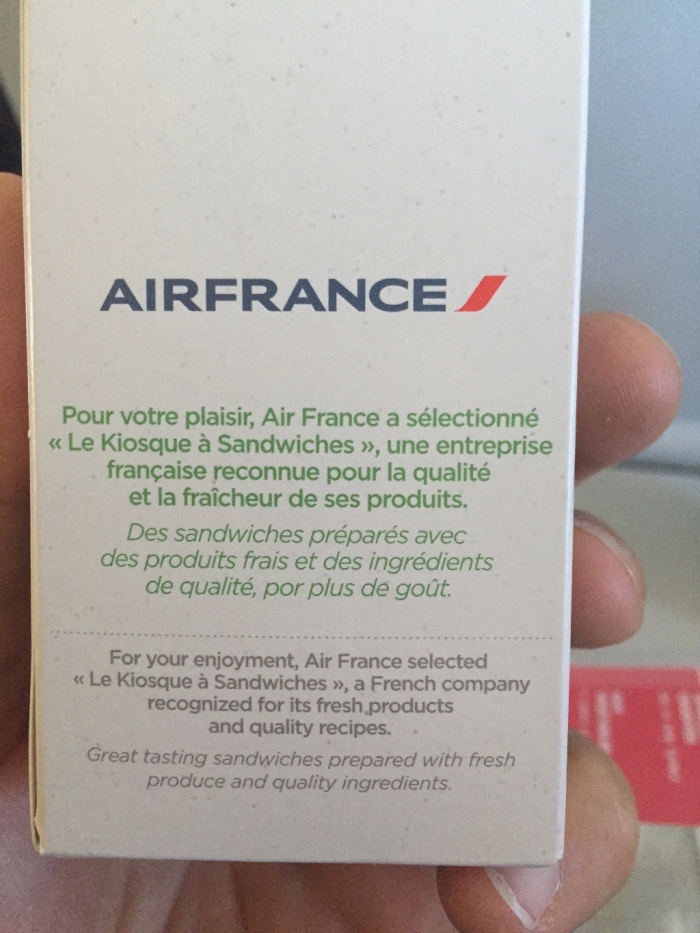 AIRFRANCE
Pour votre plaisir, Air France a sélectionné
« Le Kiosque à Sandwiches », une entreprise
française reconnue pour la qualité
et la fraîcheur de ses produits.
Des sandwiches préparés avec
des produits frais et des ingrédients
de qualité, por plus de goût.
For your enjoyment, Air France selected
« Le Kiosque à Sandwiches », a French company
recognized for its fresh products
and quality recipes.
Great tasting sandwiches prepared with fresh
produce and quality ingredients.